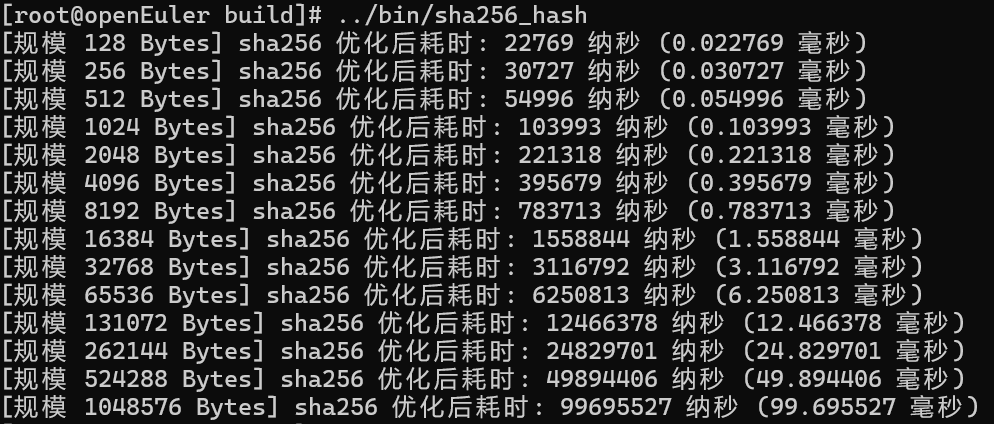 [root@openEuler build]# ../bin/sha256_hash
[规模 128 Bytes] sha256 优化后耗时: 22769 纳秒 (0.022769 毫秒)
[规模 256 Bytes] sha256 优化后耗时: 30727 纳秒 (0.030727 毫秒)
[规模 512 Bytes] sha256 优化后耗时: 54996 纳秒 (0.054996 毫秒)
[规模 1024 Bytes] sha256 优化后耗时: 103993 纳秒 (0.103993 毫秒)
[规模 2048 Bytes] sha256 优化后耗时: 221318 纳秒 (0.221318 毫秒)
[规模 4096 Bytes] sha256 优化后耗时: 395679 纳秒 (0.395679 毫秒)
[规模 8192 Bytes] sha256 优化后耗时: 783713 纳秒 (0.783713 毫秒)
[规模 16384 Bytes] sha256 优化后耗时: 1558844 纳秒 (1.558844 毫秒)
[规模 32768 Bytes] sha256 优化后耗时: 3116792 纳秒 (3.116792 毫秒)
[规模 65536 Bytes] sha256 优化后耗时: 6250813 纳秒 (6.250813 毫秒)
[规模 131072 Bytes] sha256 优化后耗时: 12466378 纳秒 (12.466378 毫秒)
[规模 262144 Bytes] sha256 优化后耗时: 24829701 纳秒 (24.829701 毫秒)
[规模 524288 Bytes] sha256 优化后耗时: 49894406 纳秒 (49.894406 毫秒)
[规模 1048576 Bytes] sha256 优化后耗时: 99695527 纳秒 (99.695527 毫秒)